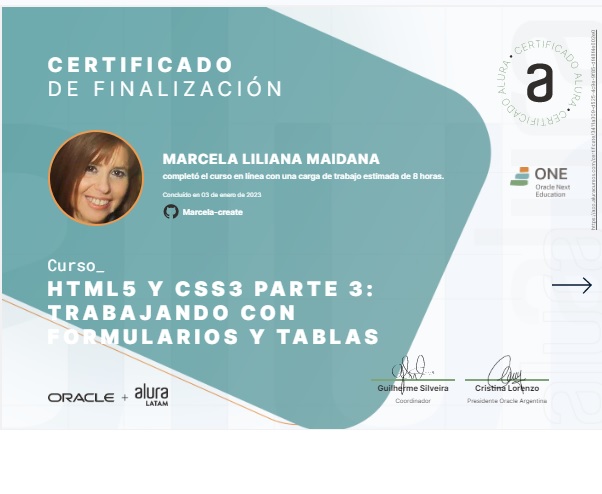 CERTIFICADO
DE FINALIZACIÓN
CERTIFICADO ALURA • CERTIFICADO ALURA •
a
MARCELA LILIANA MAIDANA
completó el curso en línea con una carga de trabajo estimada de 8 horas.
Concluido en 03 de enero de 2023
Marcela-create
ONE
Oracle Next
Education
Curso_
HTML5 Y CSS3 PARTE 3:
TRABAJANDO CON
FORMULARIOS Y TABLAS
ORACLE + alura
LATAM
Guilherme Silveira
Coordinador
Cristina Lorenzo
Presidente Oracle Argentina